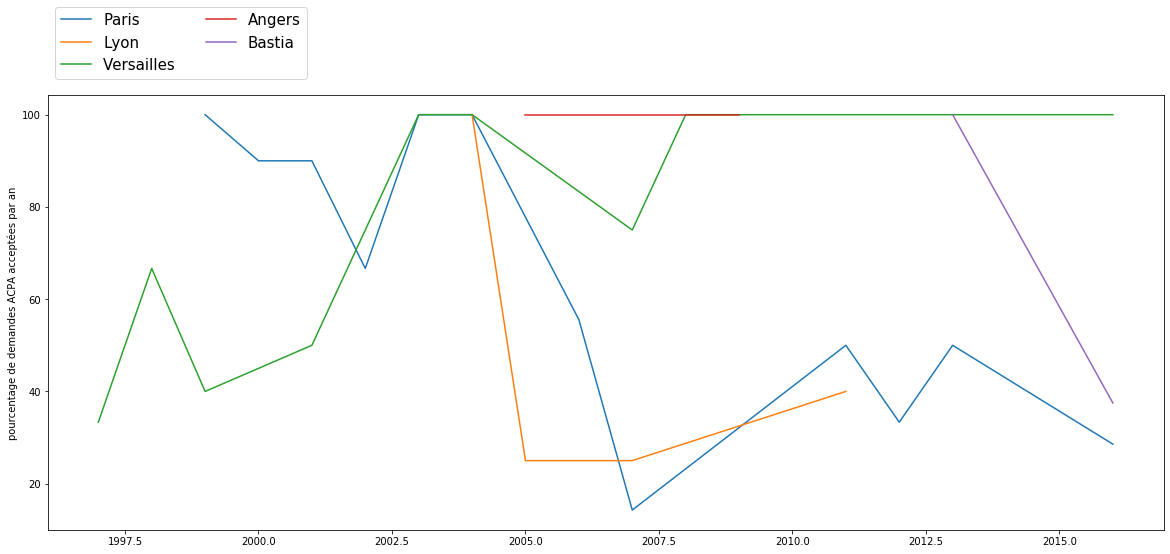 Paris
Lyon
Versailles
Angers
Bastia
pourcentage de demandes ACPA acceptées par an
100
80
60
40
20
1997.5 2000.0 2002.5 2005.0 2007.5 2010.0 2012.5 2015.0